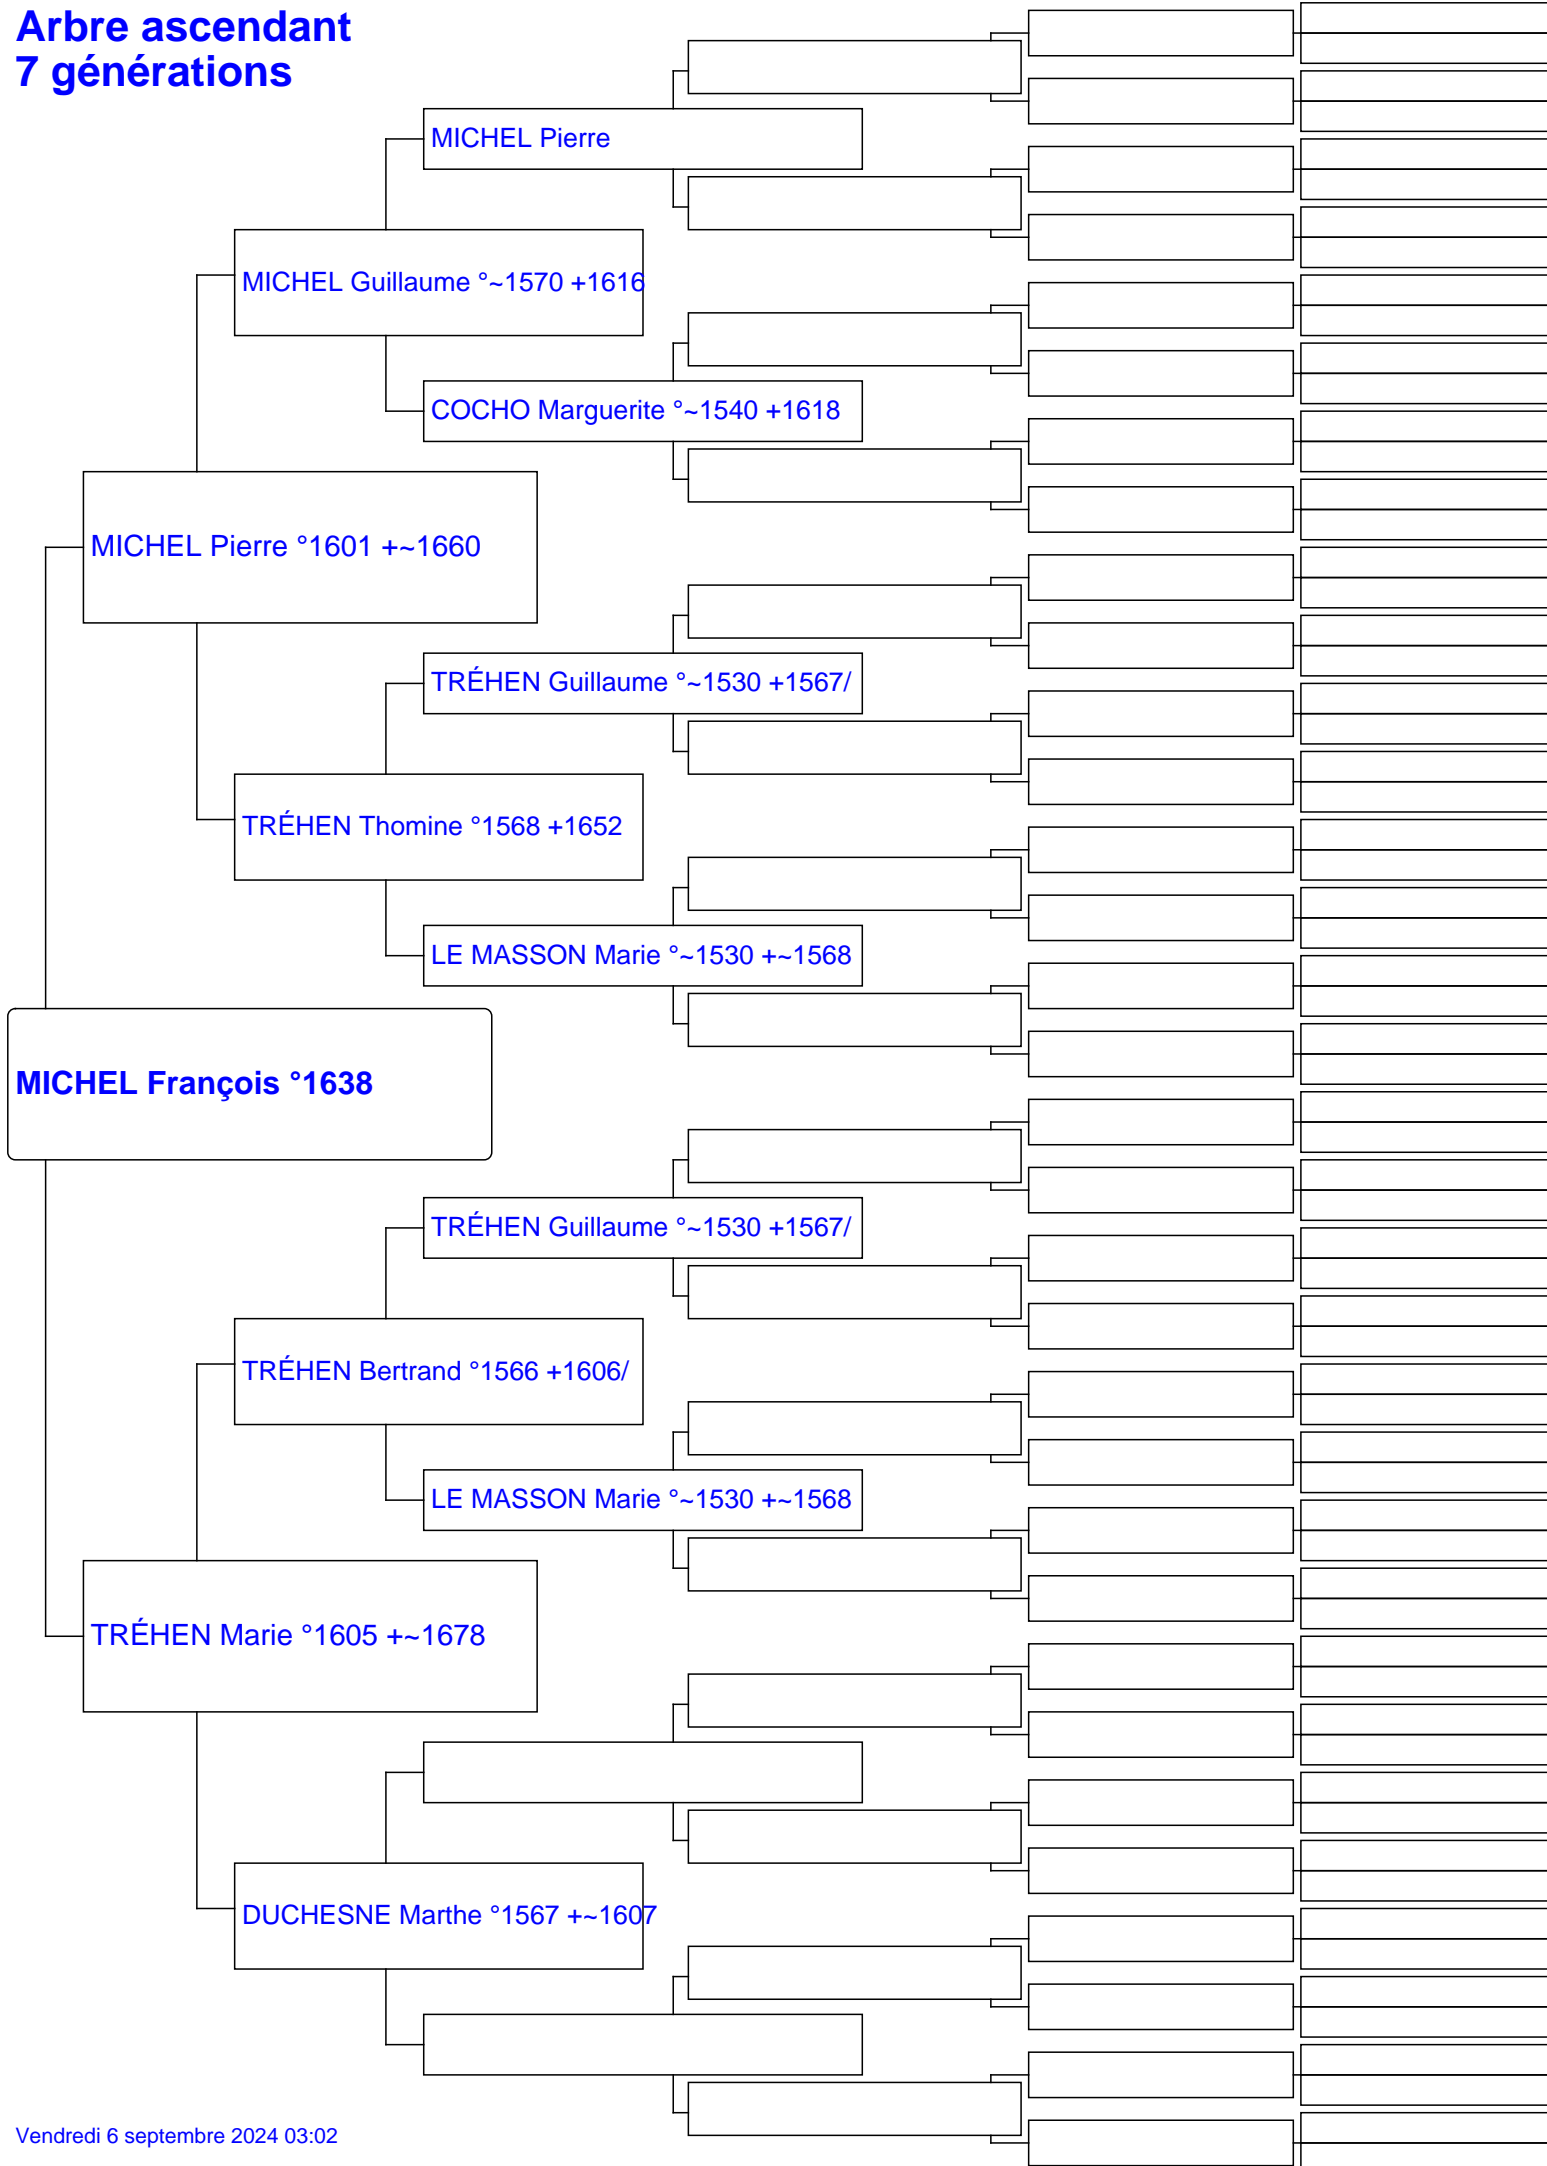 Arbre ascendant
7 générations
MICHEL Pierre
MICHEL Guillaume °~1570 +1616
COCHO Marguerite °~1540 +1618
MICHEL Pierre °1601 +~1660
TRÉHEN Guillaume °~1530 +1567/
TRÉHEN Thomine °1568 +1652
LE MASSON Marie °~1530 +~1568
MICHEL François °1638
TRÉHEN Guillaume °~1530 +1567/
TRÉHEN Bertrand °1566 +1606/
LE MASSON Marie °~1530 +~1568
TRÉHEN Marie °1605 +~1678
DUCHESNE Marthe °1567 +~1607
Vendredi 6 septembre 2024 03:02